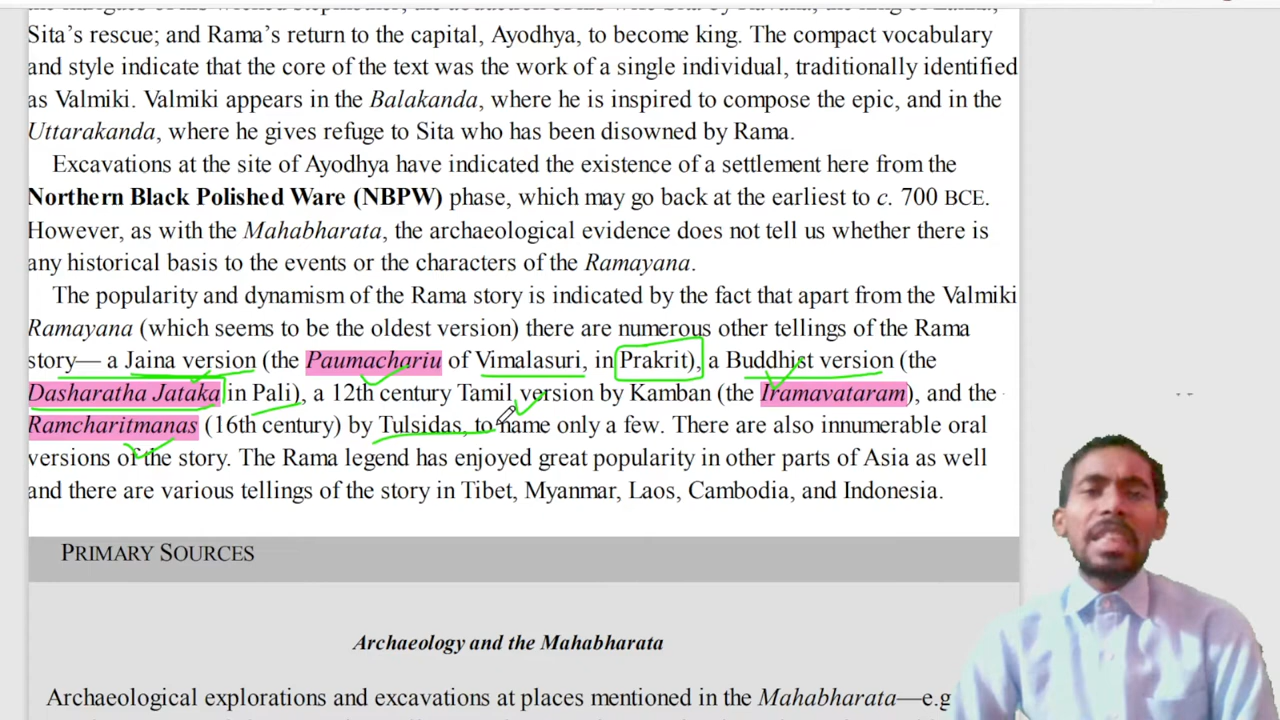 Sita's rescue; and Rama's return to the capital, Ayodhya, to become king. The compact vocabulary
and style indicate that the core of the text was the work of a single individual, traditionally identified
as Valmiki. Valmiki appears in the Balakanda, where he is inspired to compose the epic, and in the
Uttarakanda, where he gives refuge to Sita who has been disowned by Rama.
Excavations at the site of Ayodhya have indicated the existence of a settlement here from the
Northern Black Polished Ware (NBPW) phase, which may go back at the earliest to c. 700 BCE.
However, as with the Mahabharata, the archaeological evidence does not tell us whether there is
any historical basis to the events or the characters of the Ramayana.
The popularity and dynamism of the Rama story is indicated by the fact that apart from the Valmiki
Ramayana (which seems to be the oldest version) there are numerous other tellings of the Rama
story— a Jaina version (the Paumachariu of Vimalasuri, in Prakrit), a Buddhist version (the
Dasharatha Jataka in Pali), a 12th century Tamil version by Kamban (the Iramavataram), and the
Ramcharitmanas (16th century) by Tulsidas, to name only a few. There are also innumerable oral
versions of the story. The Rama legend has enjoyed great popularity in other parts of Asia as well
and there are various tellings of the story in Tibet, Myanmar, Laos, Cambodia, and Indonesia.
PRIMARY SOURCES
Archaeology and the Mahabharata
Archaeological explorations and excavations at places mentioned in the Mahabharata—e.g